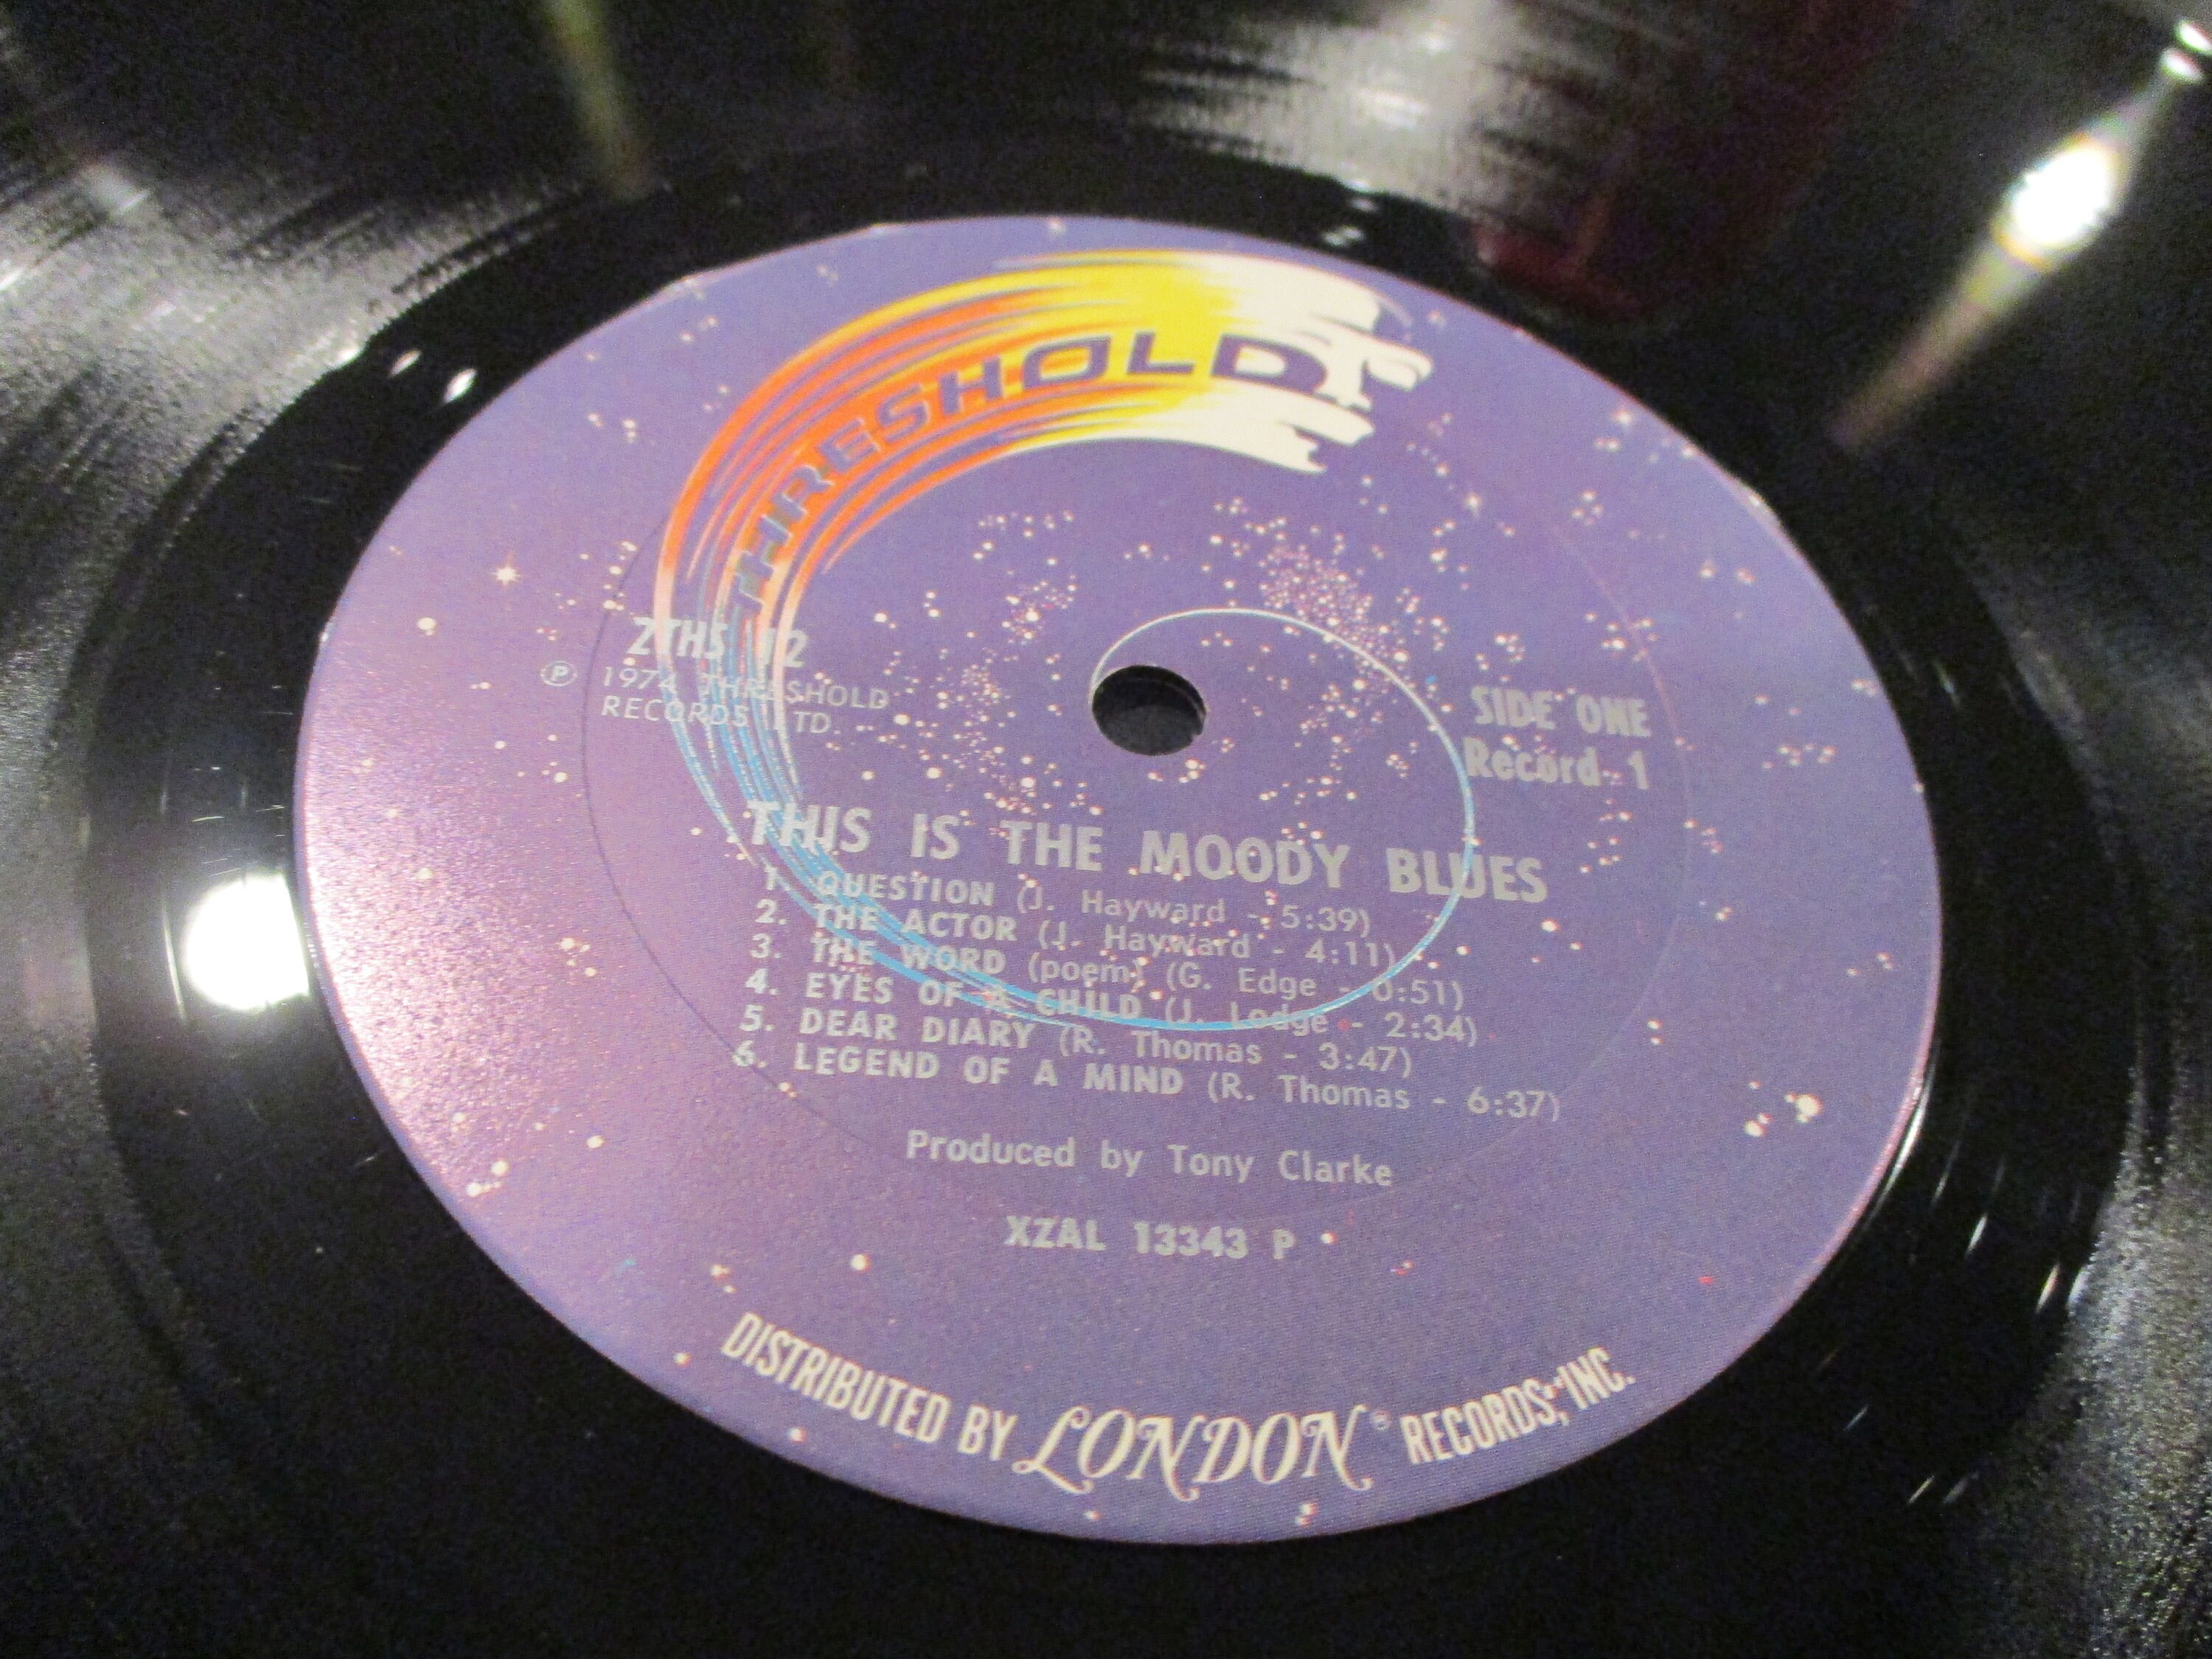 THRESHOLD
ZTHS 12
℗ 1974 THRESHOLD
RECORDS LTD.
SIDE ONE
Record 1
THIS IS THE MOODY BLUES
1. QUESTION (J. Hayward - 5:39)
2. THE ACTOR (J. Hayward - 4:11)
3. THE WORD (poem) (G. Edge - 0:51)
4. EYES OF A CHILD (J. Lodge - 2:34)
5. DEAR DIARY (R. Thomas - 3:47)
6. LEGEND OF A MIND (R. Thomas - 6:37)
Produced by Tony Clarke
XZAL 13343 P
DISTRIBUTED BY LONDON® RECORDS, INC.